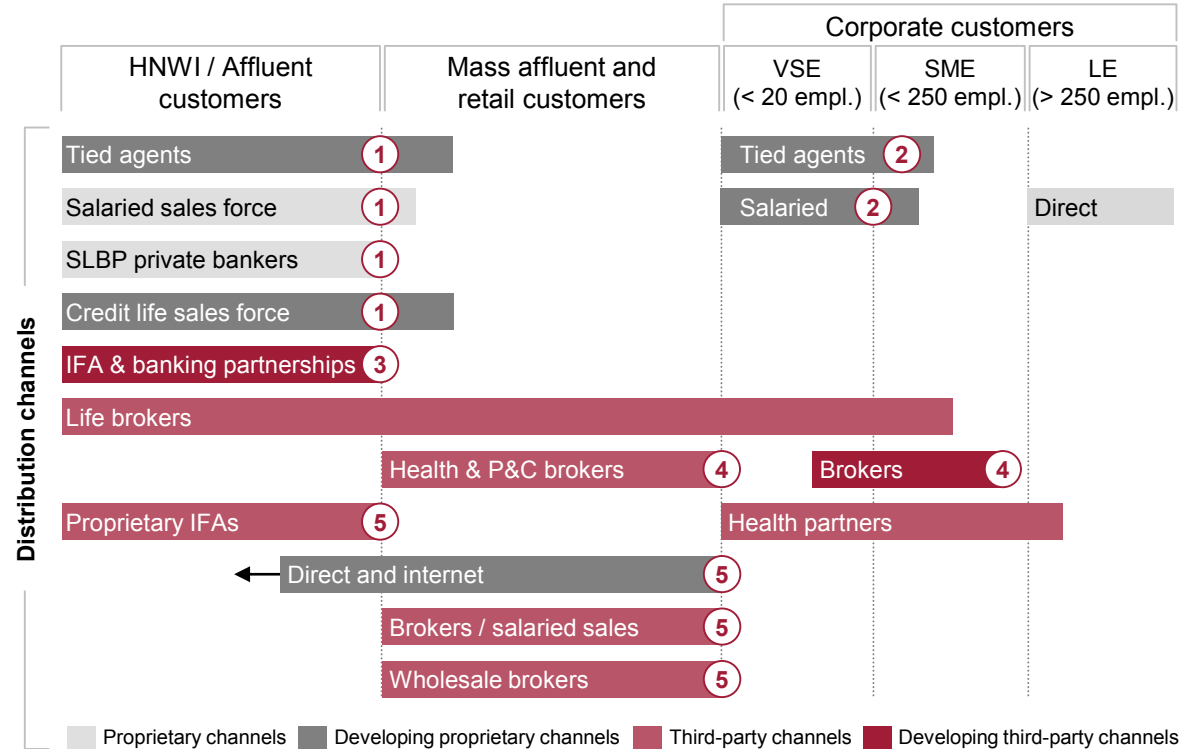 Corporate customers
HNWI / Affluent
customers
Mass affluent and
retail customers
VSE
(< 20 empl.)
SME
(< 250 empl.)
LE
(> 250 empl.)
Distribution channels
Tied agents
1
Tied agents
2
Salaried sales force
1
Salaried
2
Direct
SLBP private bankers
1
Credit life sales force
1
IFA & banking partnerships
3
Life brokers
Health & P&C brokers
4
Brokers
4
Proprietary IFAs
5
Health partners
Direct and internet
5
Brokers / salaried sales
5
Wholesale brokers
5
Proprietary channels
Developing proprietary channels
Third-party channels
Developing third-party channels